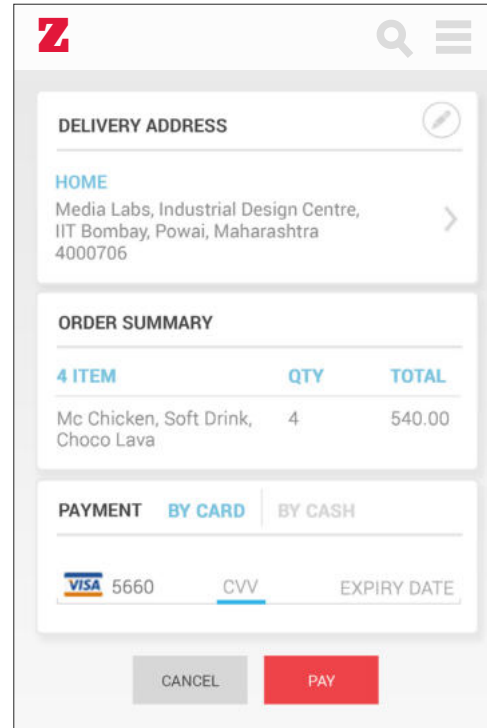 Z
DELIVERY ADDRESS
HOME
Media Labs, Industrial Design Centre,
IIT Bombay, Powai, Maharashtra
4000706
ORDER SUMMARY
4 ITEM QTY TOTAL
Mc Chicken, Soft Drink, 4 540.00
Choco Lava
PAYMENT BY CARD BY CASH
VISA 5660 CVV EXPIRY DATE
CANCEL PAY